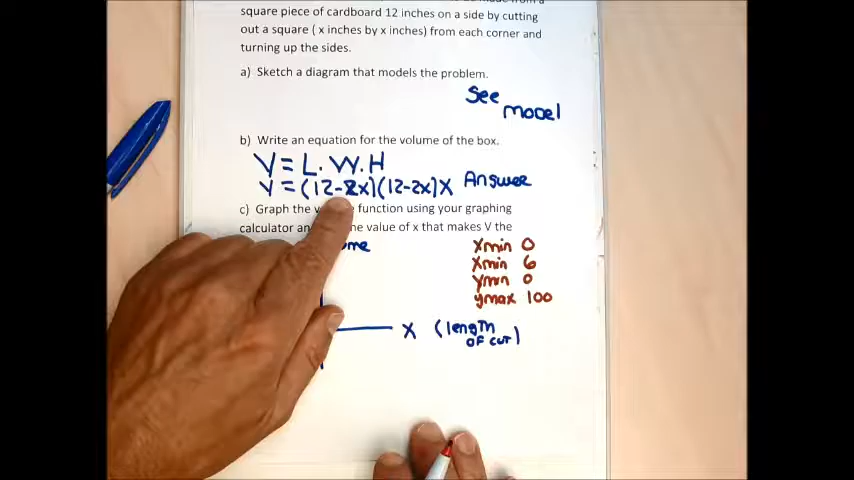 square piece of cardboard 12 inches on a side by cutting
out a square ( x inches by x inches) from each corner and
turning up the sides.
a) Sketch a diagram that models the problem.
See
model
b) Write an equation for the volume of the box.
V = L . W . H
V = (12-2x)(12-2x) x Answer
c) Graph the function using your graphing
calculator an the value of x that makes V the
Xmin 0
Xmin 6
ymin 0
ymax 100
X (length
OF cut)